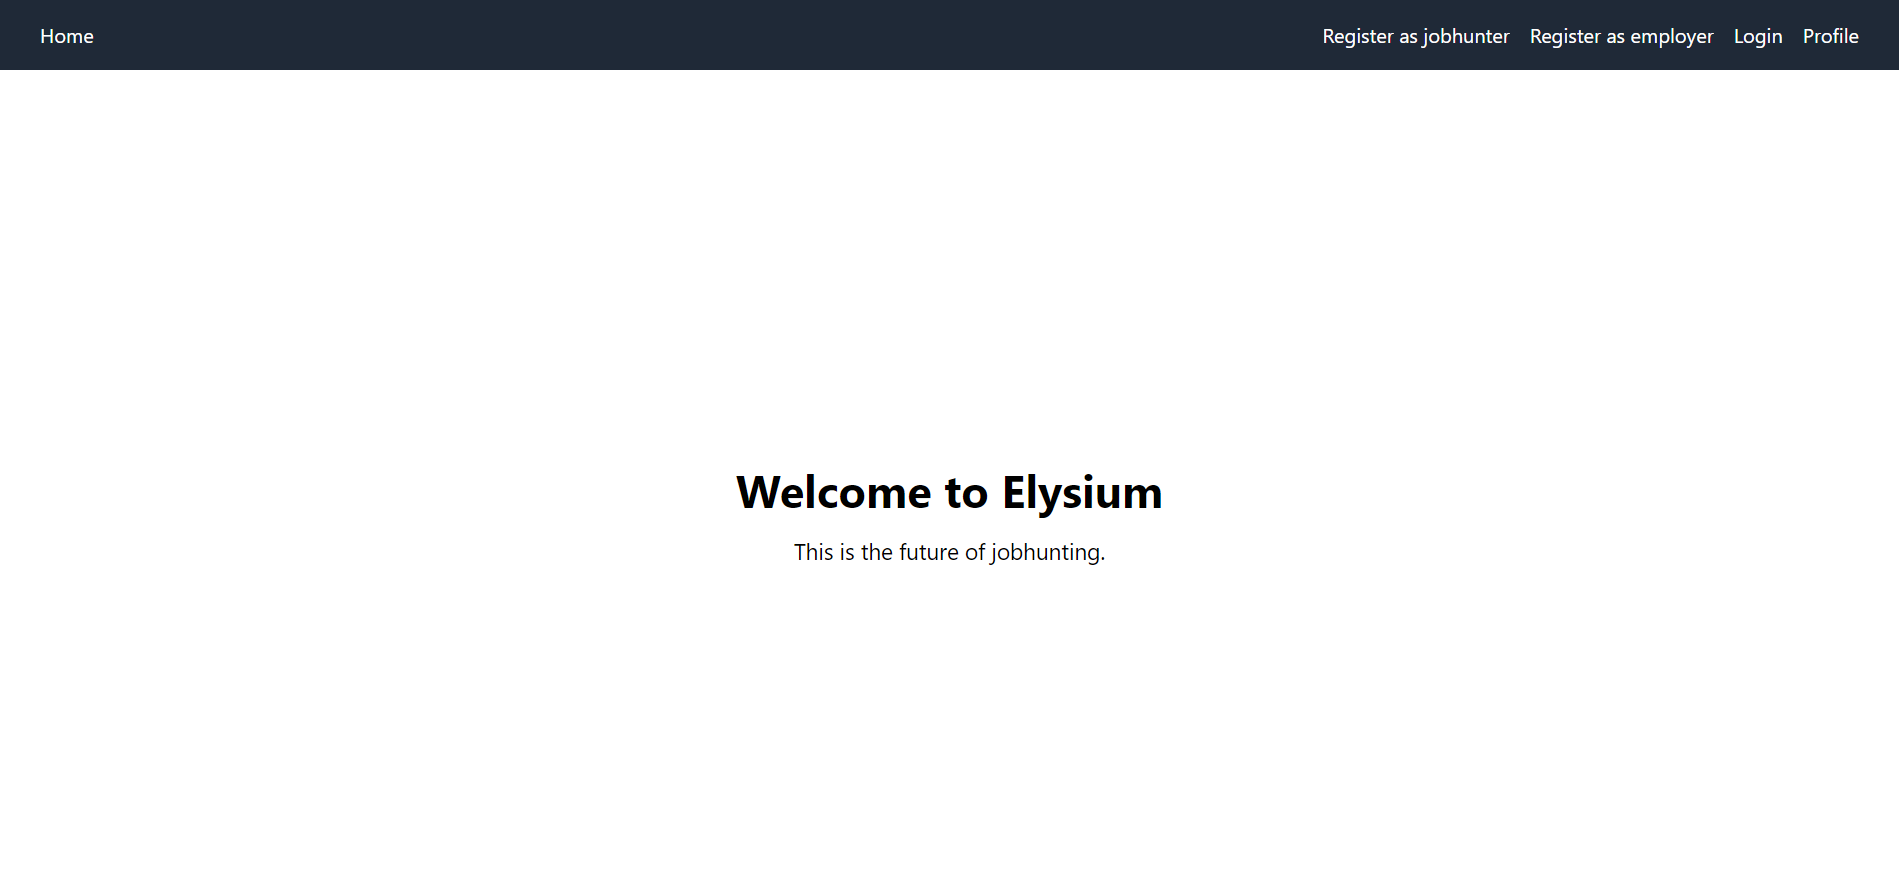 Home Register as jobhunter Register as employer Login Profile
Welcome to Elysium
This is the future of jobhunting.